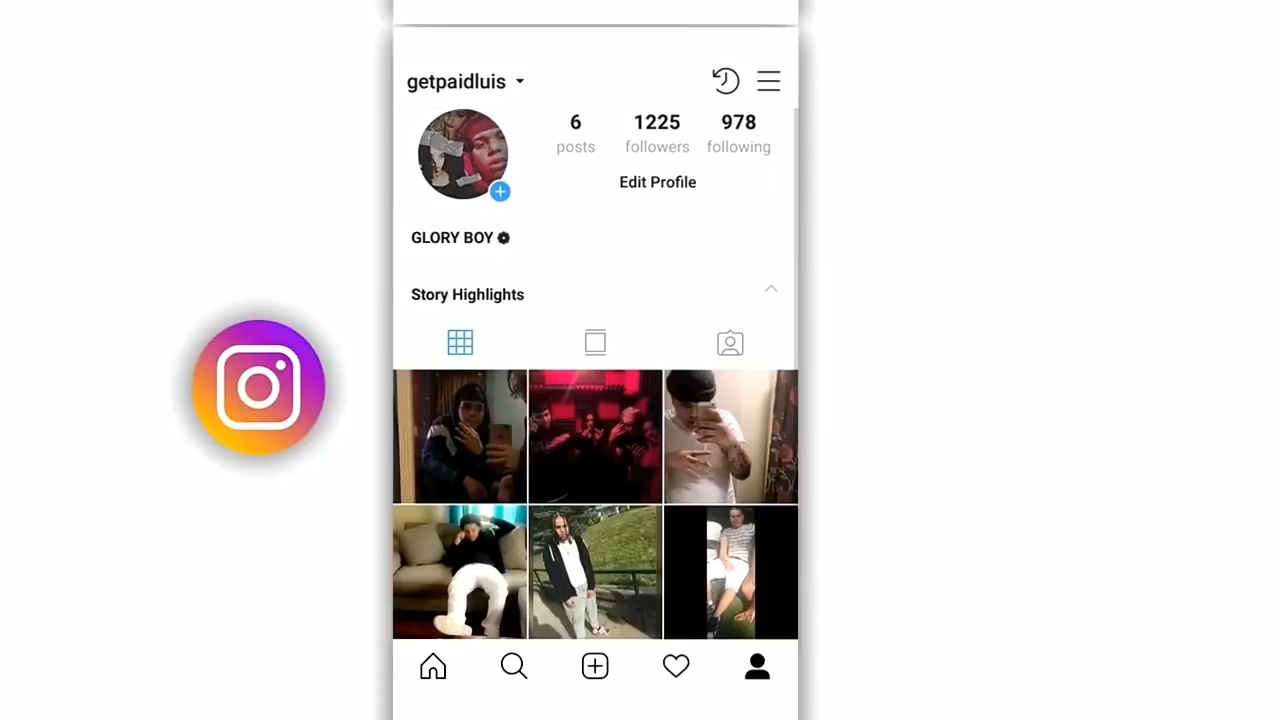 getpaidluis
6 1225 978
posts followers following
Edit Profile
GLORY BOY
Story Highlights